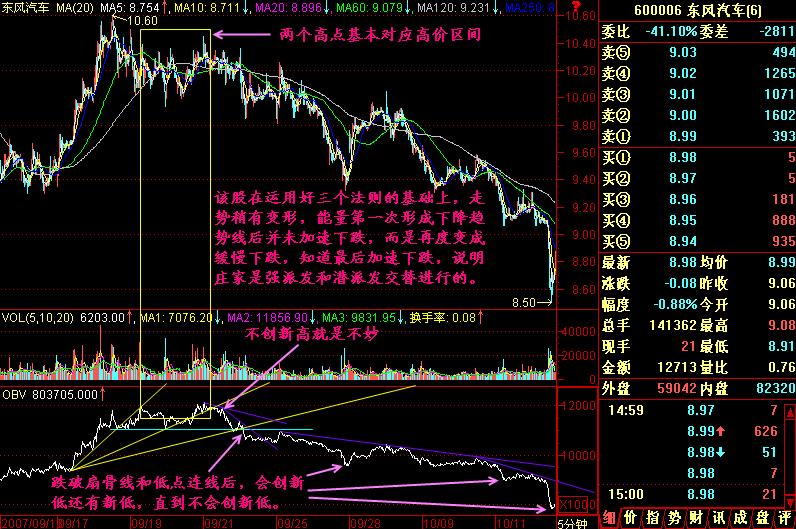 东风汽车 MA(20) MA5: 8.754↑ MA10: 8.711↓ MA20: 8.896↓ MA60: 9.079↓ MA120: 9.231↓ MA250: 8
10.60
两个高点基本对应高价区间
10.60
10.40
10.20
10.00
9.80
9.60
9.40
9.20
9.00
8.80
8.60
该股在运用好三个法则的基础上，走
势稍有变形，能量第一次形成下降趋
势线后并未加速下跌，而是再度变成
缓慢下跌，知道最后加速下跌，说明
庄家是强派发和潜派发交替进行的。
8.50
VOL(5,10,20) 6203.00↑ MA1: 7076.20↓ MA2: 11856.90↓ MA3: 9831.95↓ 换手率: 0.08↑
不创新高就是不妙
40000
20000
0.00
OBV 803705.000↑
12000
10000
X1000
跌破扇骨线和低点连线后，会创新
低还有新低，直到不会创新低。
2007/09/13 09/17 09/19 09/21 09/25 09/27 10/09 10/11 5分钟
600006 东风汽车(6)
委比 -41.10% 委差 -2811
卖⑤ 9.03 494
卖④ 9.02 1265
卖③ 9.01 1071
卖② 9.00 1602
卖① 8.99 393
买① 8.98 5
买② 8.97 5
买③ 8.96 181
买④ 8.95 888
买⑤ 8.94 935
最新 8.98 均价 8.99
涨跌 -0.08 昨收 9.06
幅度 -0.88% 今开 9.06
总手 141362 最高 9.08
现手 21 最低 8.91
金额 12713 量比 0.76
外盘 59042 内盘 82320
14:59 8.97 7
8.99↑ 626
8.98↓ 51
8.98 7
15:00 8.98 21
细 价 指 势 财 讯 成 盘 评